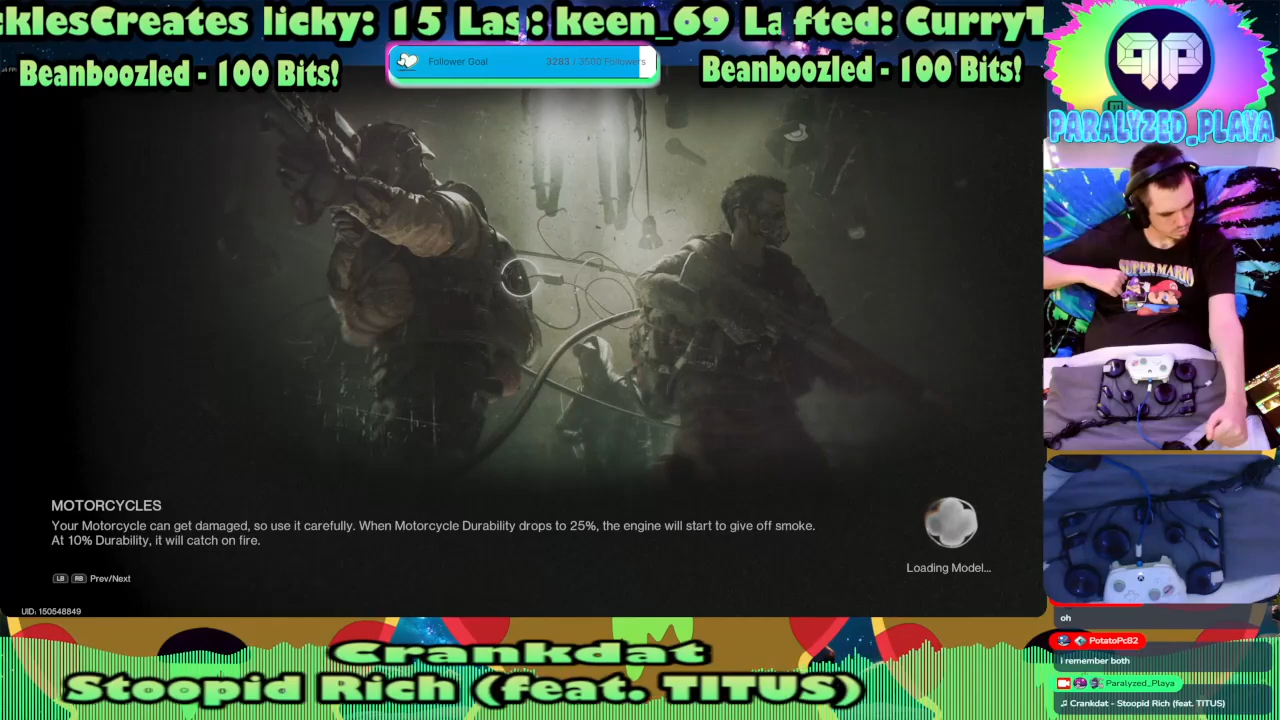 klesCreates licky: 15 Las : keen_69 La fted: CurryT
Beanboozled - 100 Bits!
Follower Goal 3283 / 3500 Followers
Beanboozled - 100 Bits!
PARALYZED_PLAYA
SUPER MARIO
MOTORCYCLES
Your Motorcycle can get damaged, so use it carefully. When Motorcycle Durability drops to 25%, the engine will start to give off smoke.
At 10% Durability, it will catch on fire.
Loading Model...
LB RB Prev/Next
UID: 150548849
oh
PotatoPc82
i remember both
Paralyzed_Playa
♫ Crankdat - Stoopid Rich (feat. TITUS)
Crankdat
Stoopid Rich (feat. TITUS)